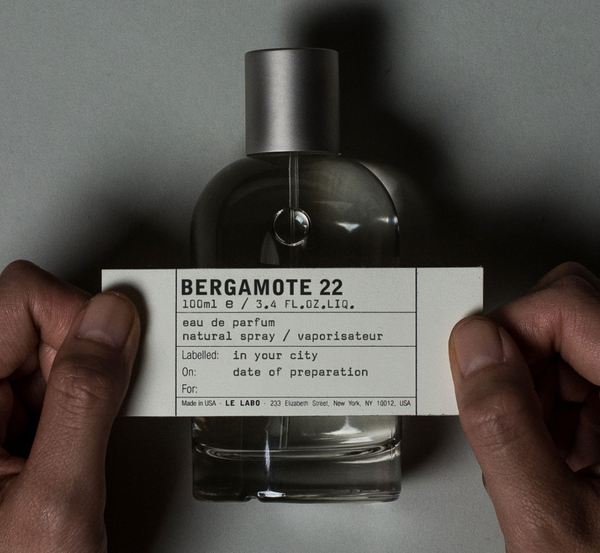 BERGAMOTE 22
100ml e / 3.4 FL.OZ.LIQ.
eau de parfum
natural spray / vaporisateur
Labelled: in your city
On: date of preparation
For:
Made in USA - LE LABO - 233 Elizabeth Street, New York, NY 10012, USA